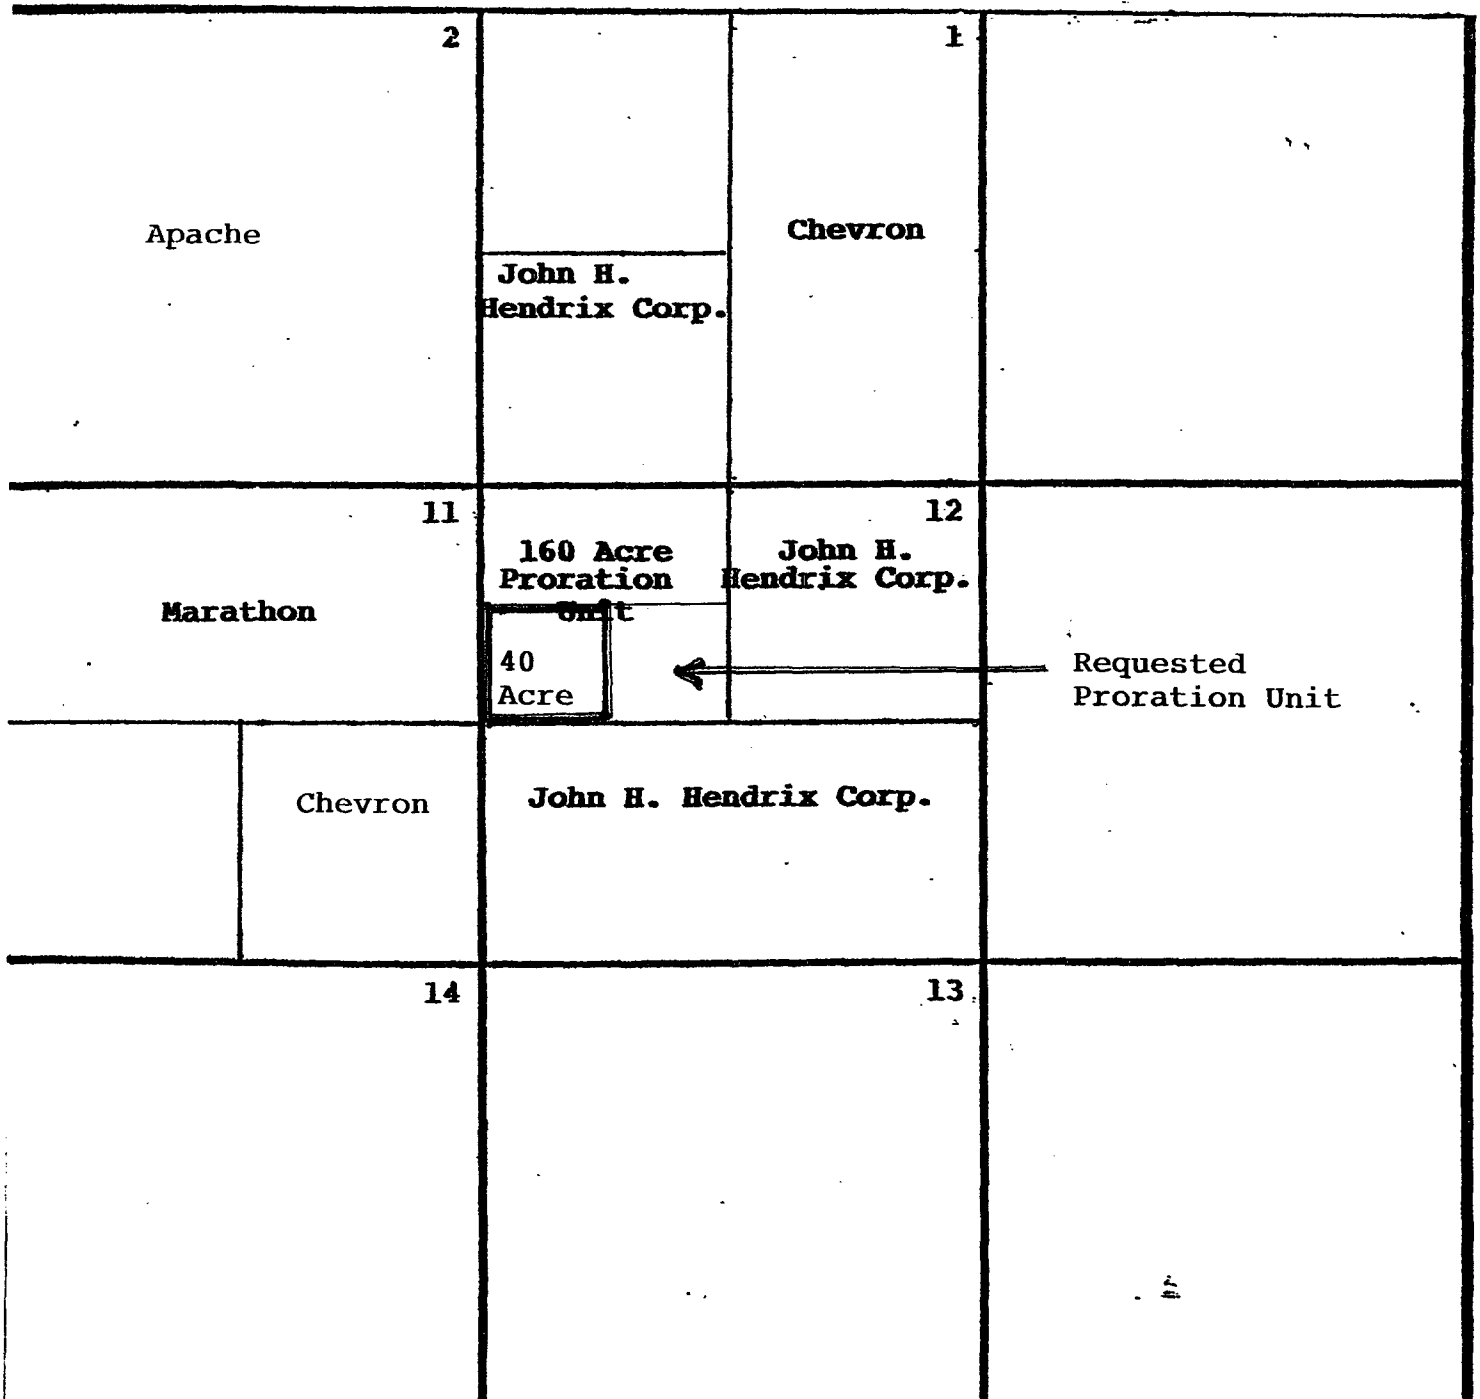 2
1
Apache
Chevron
John H.
Hendrix Corp.
11
12
160 Acre
Proration
Unit
John H.
Hendrix Corp.
Marathon
40
Acre
Requested
Proration Unit
Chevron
John H. Hendrix Corp.
14
13